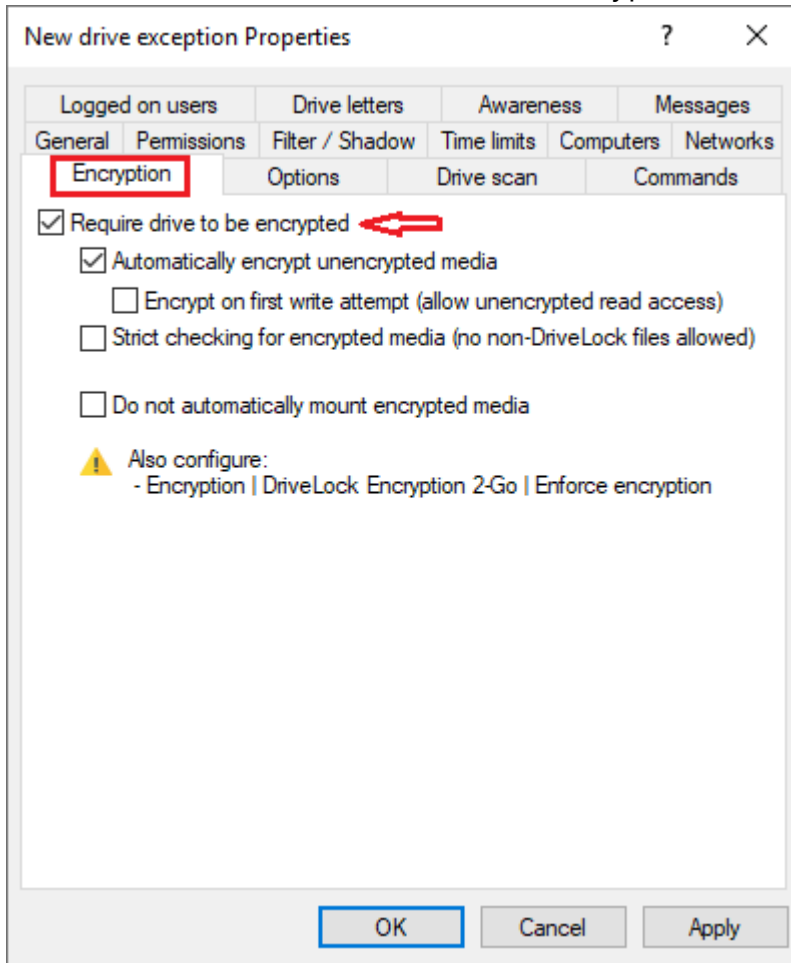 New drive exception Properties ? ×
Logged on users Drive letters Awareness Messages
General Permissions Filter / Shadow Time limits Computers Networks
Encryption Options Drive scan Commands
Require drive to be encrypted
Automatically encrypt unencrypted media
Encrypt on first write attempt (allow unencrypted read access)
Strict checking for encrypted media (no non-DriveLock files allowed)
Do not automatically mount encrypted media
Also configure:
- Encryption | DriveLock Encryption 2-Go | Enforce encryption
OK Cancel Apply